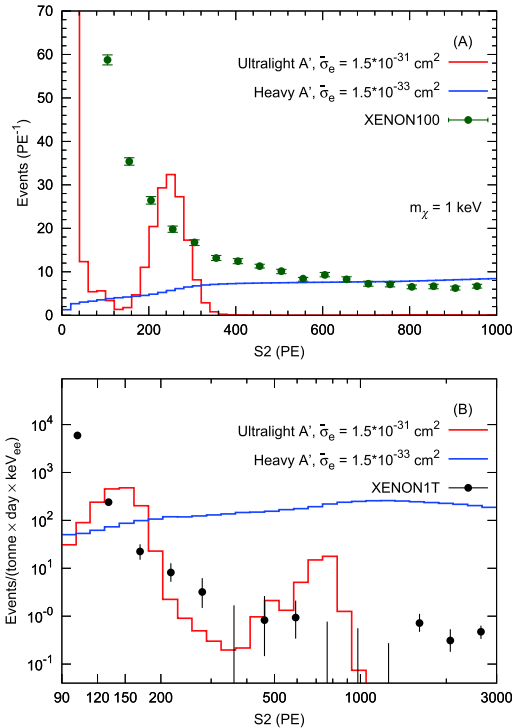 (A)
Ultralight A', σ̄e = 1.5*10-31 cm2
Heavy A', σ̄e = 1.5*10-33 cm2
XENON100
mχ = 1 keV
Events (PE-1)
70
60
50
40
30
20
10
0
0 200 400 600 800 1000
S2 (PE)
(B)
Ultralight A', σ̄e = 1.5*10-31 cm2
Heavy A', σ̄e = 1.5*10-33 cm2
XENON1T
Events/(tonne × day × keVee)
104
103
102
101
10-0
10-1
90 120 150 200 500 1000 3000
S2 (PE)